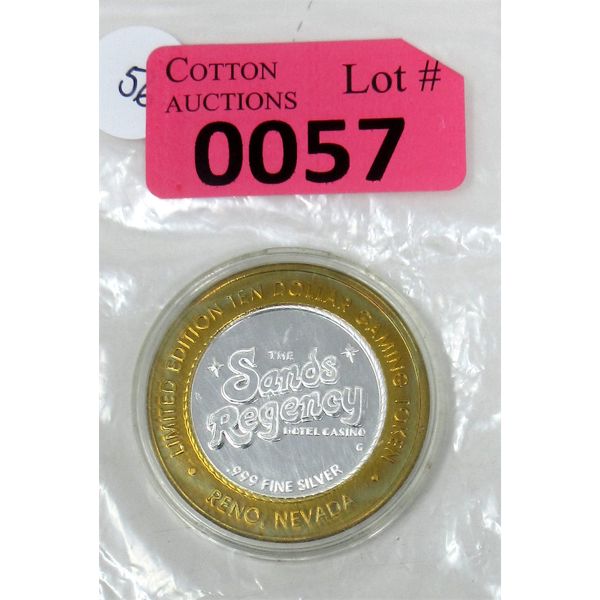 COTTON
AUCTIONS
Lot #
0057
LIMITED EDITION TEN DOLLAR GAMING TOKEN
THE
Sands
Regency
HOTEL CASINO
G
.999 FINE SILVER
• RENO, NEVADA •